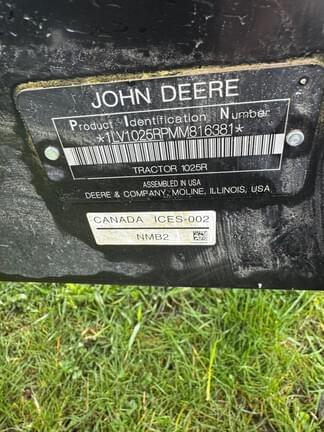 JOHN DEERE
Product Identification Number
*1LV1025RPMM816381*
TRACTOR 1025R
ASSEMBLED IN USA
DEERE & COMPANY, MOLINE, ILLINOIS, USA
CANADA ICES-002
NMB2